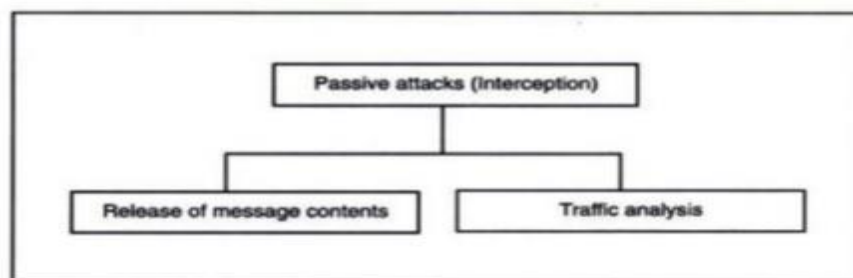 Passive attacks (Interception)
Release of message contents
Traffic analysis